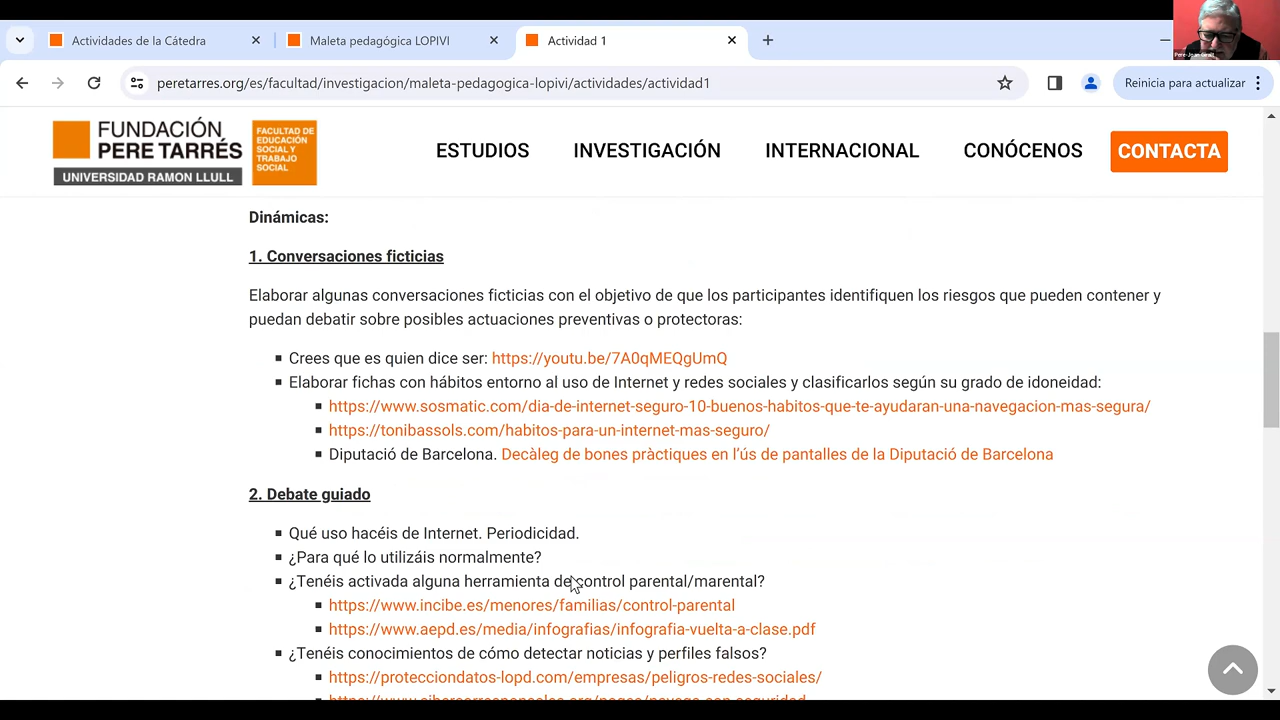 Actividades de la Cátedra
Maleta pedagógica LOPIVI
Actividad 1
peretarres.org/es/facultad/investigacion/maleta-pedagogica-lopivi/actividades/actividad1
Reinicia para actualizar
FUNDACIÓN
PERE TARRÉS
UNIVERSIDAD RAMON LLULL
FACULTAD DE
EDUCACIÓN
SOCIAL Y
TRABAJO
SOCIAL
ESTUDIOS
INVESTIGACIÓN
INTERNACIONAL
CONÓCENOS
CONTACTA
Dinámicas:
1. Conversaciones ficticias
Elaborar algunas conversaciones ficticias con el objetivo de que los participantes identifiquen los riesgos que pueden contener y
puedan debatir sobre posibles actuaciones preventivas o protectoras:
Crees que es quien dice ser: https://youtu.be/7A0qMEQgUmQ
Elaborar fichas con hábitos entorno al uso de Internet y redes sociales y clasificarlos según su grado de idoneidad:
https://www.sosmatic.com/dia-de-internet-seguro-10-buenos-habitos-que-te-ayudaran-una-navegacion-mas-segura/
https://tonibassols.com/habitos-para-un-internet-mas-seguro/
Diputació de Barcelona. Decàleg de bones pràctiques en l'ús de pantalles de la Diputació de Barcelona
2. Debate guiado
Qué uso hacéis de Internet. Periodicidad.
¿Para qué lo utilizáis normalmente?
¿Tenéis activada alguna herramienta de control parental/marental?
https://www.incibe.es/menores/familias/control-parental
https://www.aepd.es/media/infografias/infografia-vuelta-a-clase.pdf
¿Tenéis conocimientos de cómo detectar noticias y perfiles falsos?
https://protecciondatos-lopd.com/empresas/peligros-redes-sociales/